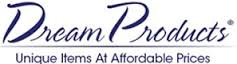 Dream Products®
Unique Items At Affordable Prices